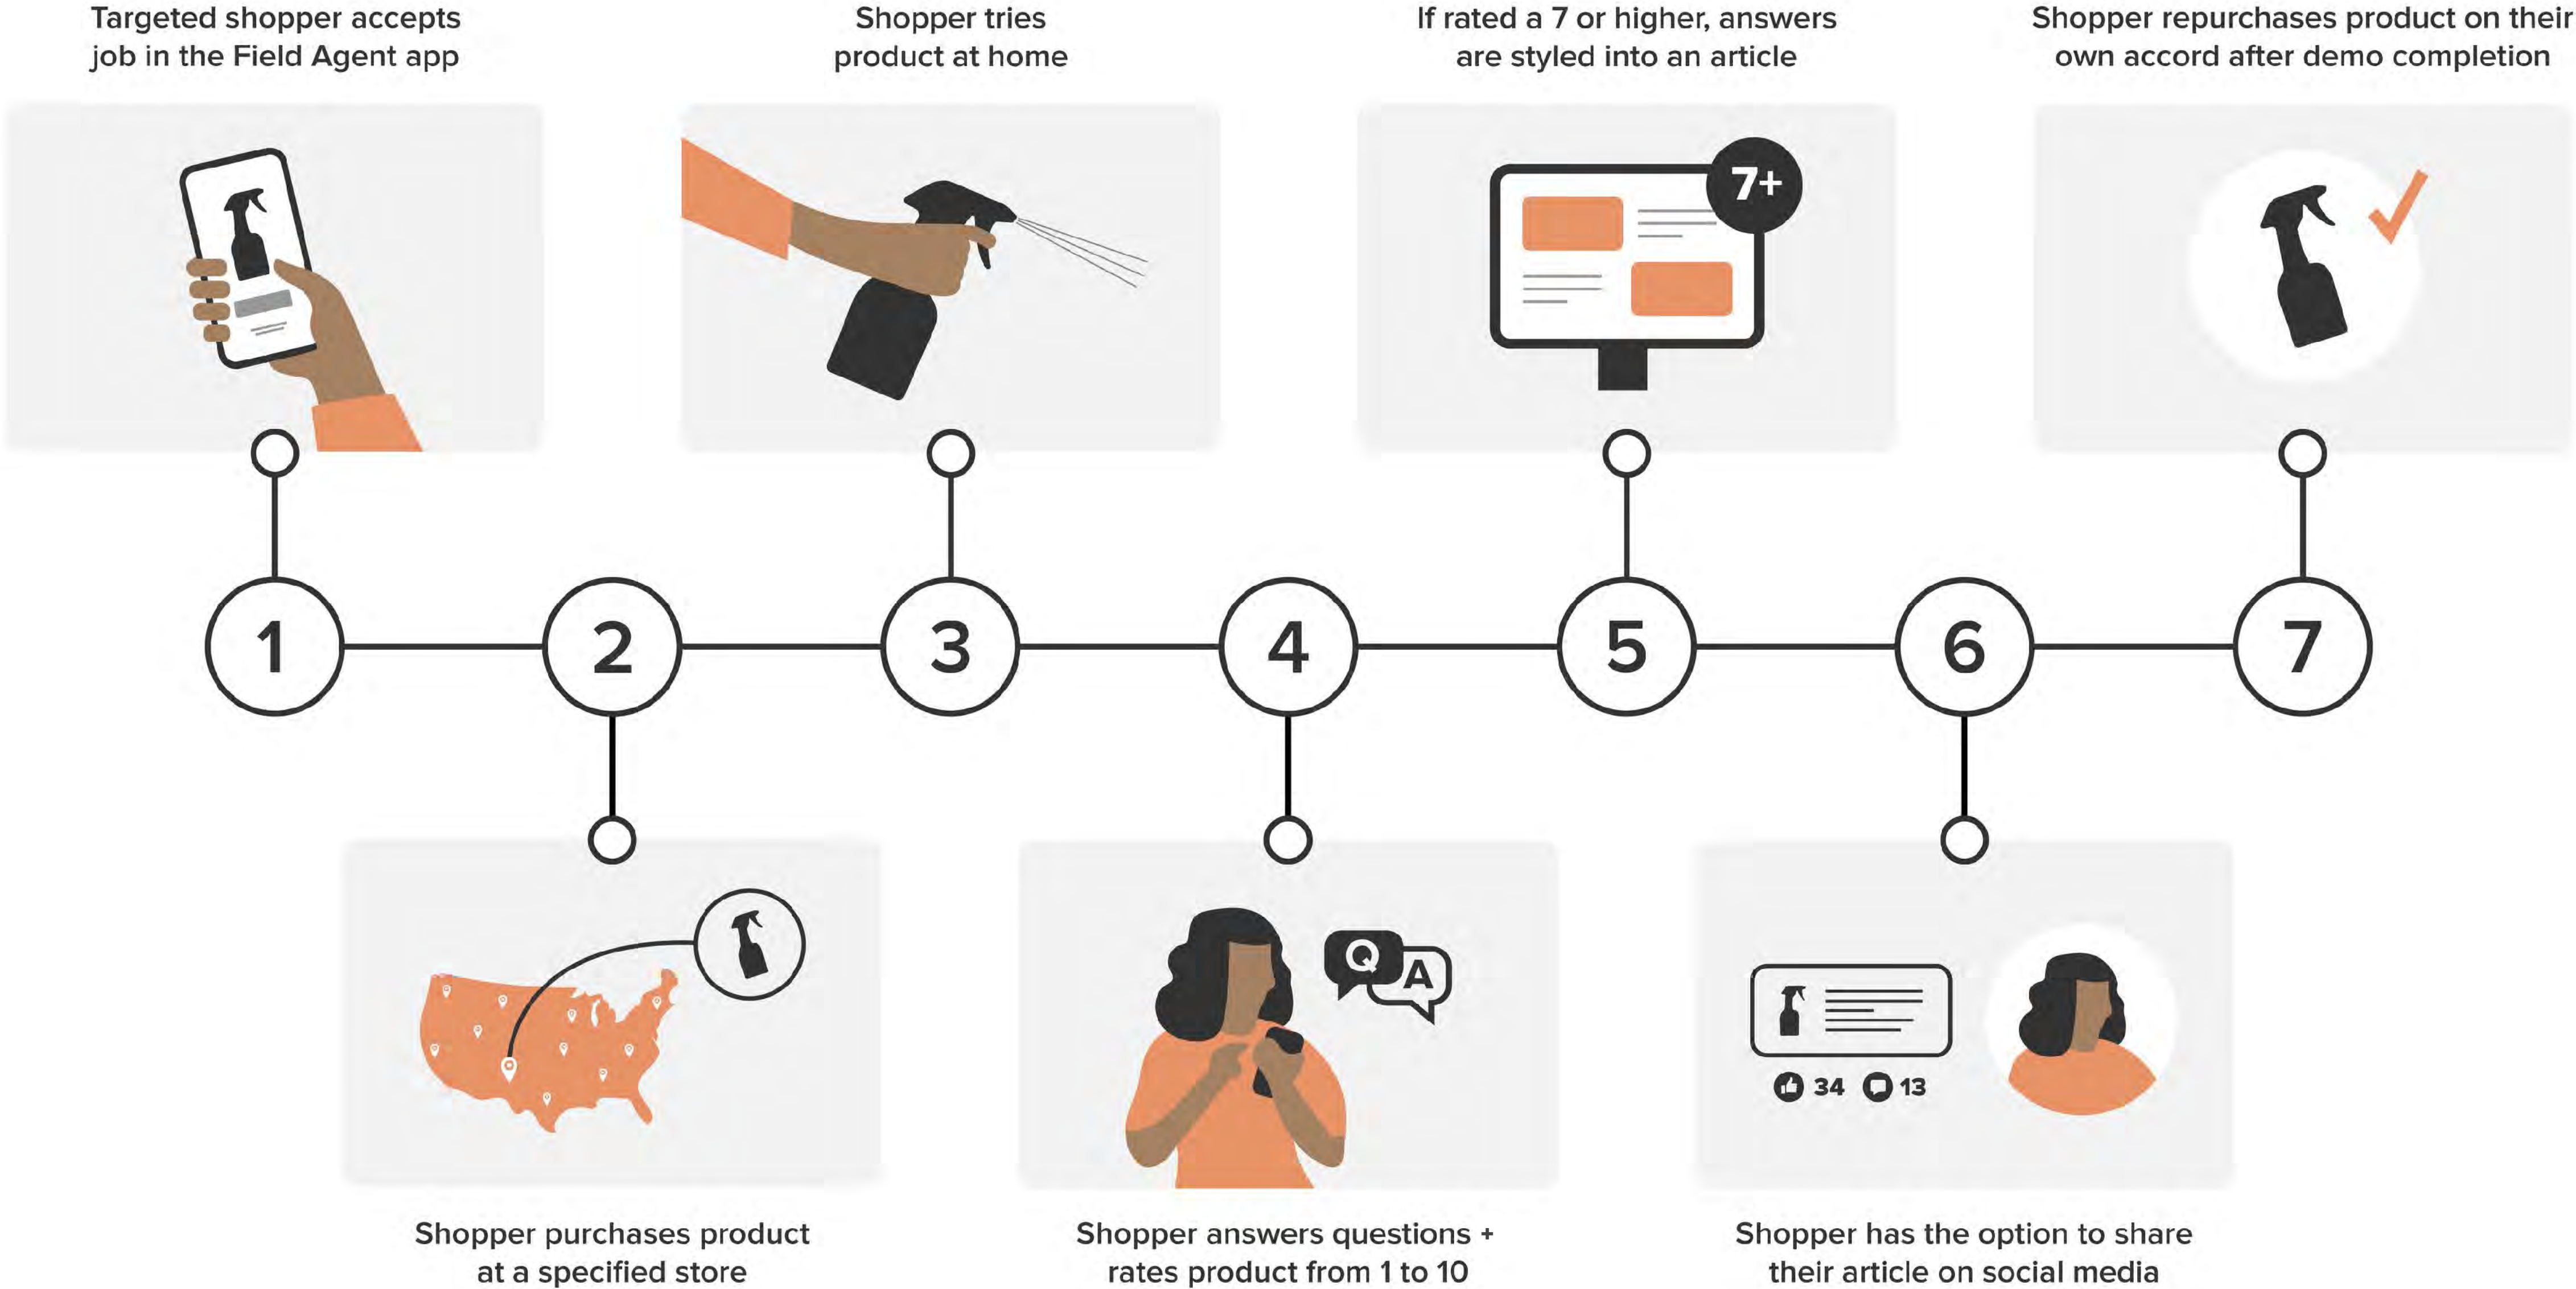 Targeted shopper accepts
job in the Field Agent app
Shopper tries
product at home
If rated a 7 or higher, answers
are styled into an article
Shopper repurchases product on their
own accord after demo completion
7+
1
2
3
4
5
6
7
Q
A
34
13
Shopper purchases product
at a specified store
Shopper answers questions +
rates product from 1 to 10
Shopper has the option to share
their article on social media